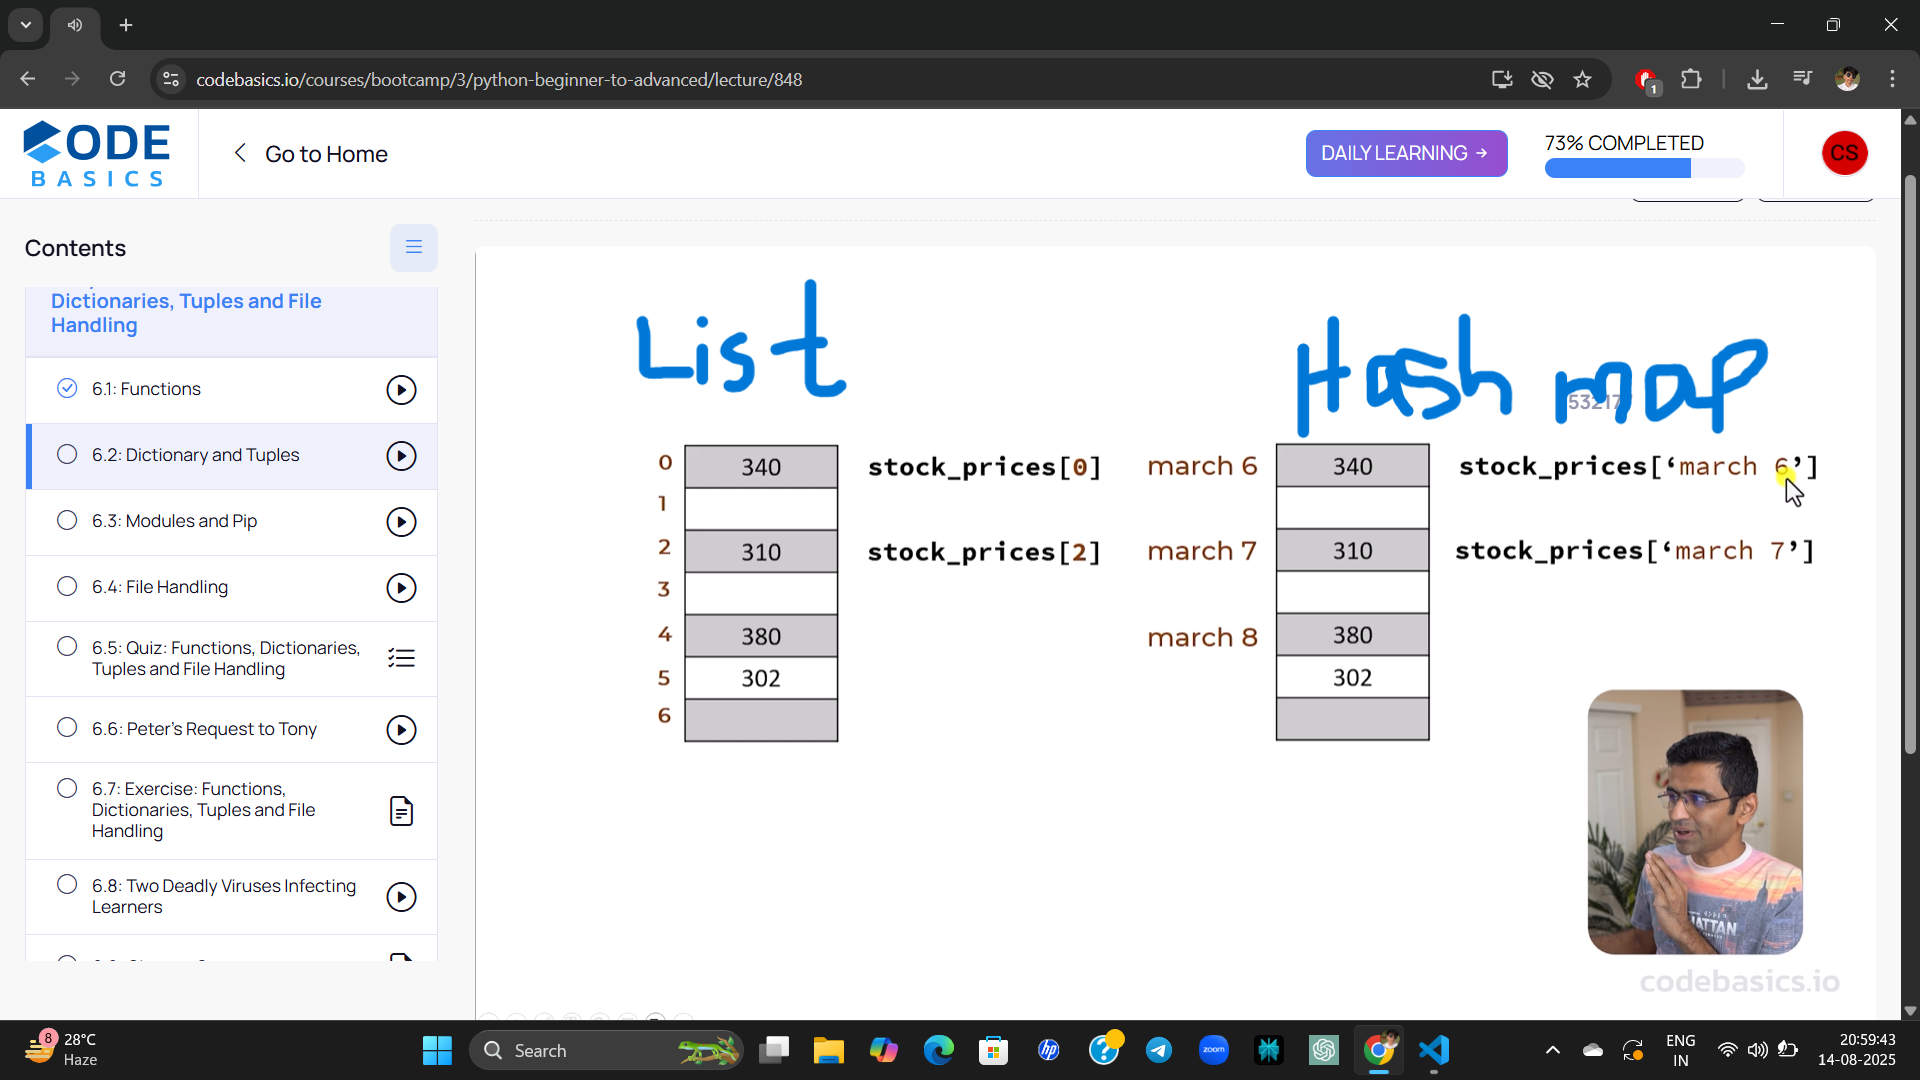 codebasics.io/courses/bootcamp/3/python-beginner-to-advanced/lecture/848
1
CODE
BASICS
Go to Home
DAILY LEARNING →
73% COMPLETED
CS
Contents
Dictionaries, Tuples and File
Handling
6.1: Functions
6.2: Dictionary and Tuples
6.3: Modules and Pip
6.4: File Handling
6.5: Quiz: Functions, Dictionaries,
Tuples and File Handling
6.6: Peter's Request to Tony
6.7: Exercise: Functions,
Dictionaries, Tuples and File
Handling
6.8: Two Deadly Viruses Infecting
Learners
List
Hash map
53217
0 340 stock_prices[0]
1
2 310 stock_prices[2]
3
4 380
5 302
6
march 6 340 stock_prices[‘march 6’]
march 7 310 stock_prices[‘march 7’]
march 8 380
302
codebasics.io
8
28°C
Haze
Search
hp
zoom
ENG
IN
20:59:43
14-08-2025